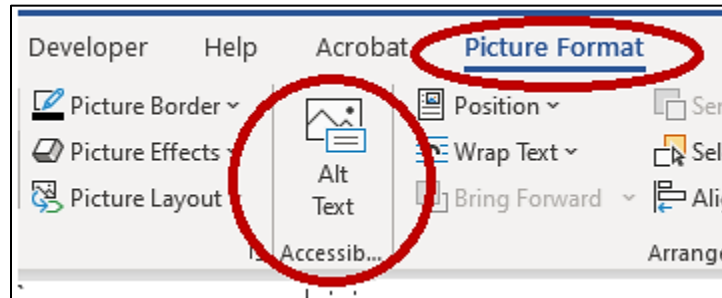 Developer Help Acrobat Picture Format
Picture Border Position
Picture Effects Wrap Text
Picture Layout Bring Forward
Alt
Text
Accessib... Arrange